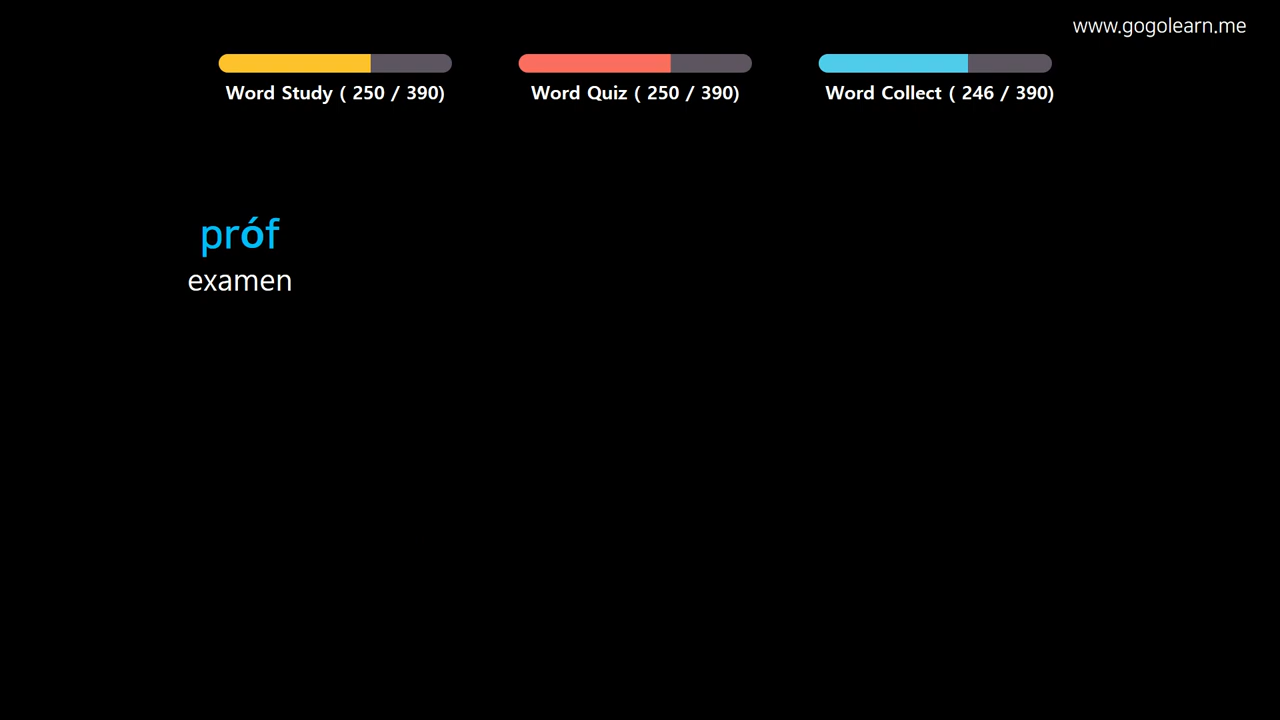 www.gogolearn.me
Word Study ( 250 / 390)
Word Quiz ( 250 / 390)
Word Collect ( 246 / 390)
próf
examen